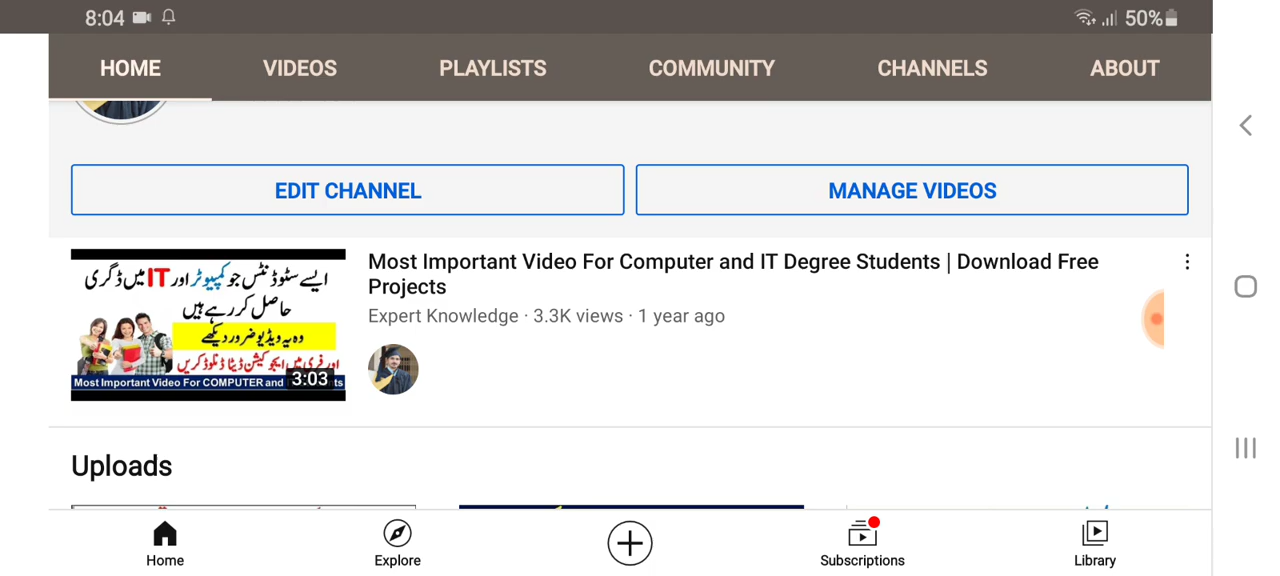 8:04
50%
HOME VIDEOS PLAYLISTS COMMUNITY CHANNELS ABOUT
EDIT CHANNEL MANAGE VIDEOS
ایسے سٹوڈنٹس جو کمپیوٹر اور IT میں ڈگری
حاصل کر رہے ہیں
وہ یہ ویڈیو ضرور دیکھے
اور فری میں ایجوکیشن ڈیٹا ڈاؤنلوڈ کریں
Most Important Video For COMPUTER and
3:03
Most Important Video For Computer and IT Degree Students | Download Free
Projects
Expert Knowledge · 3.3K views · 1 year ago
Uploads
Home Explore Subscriptions Library